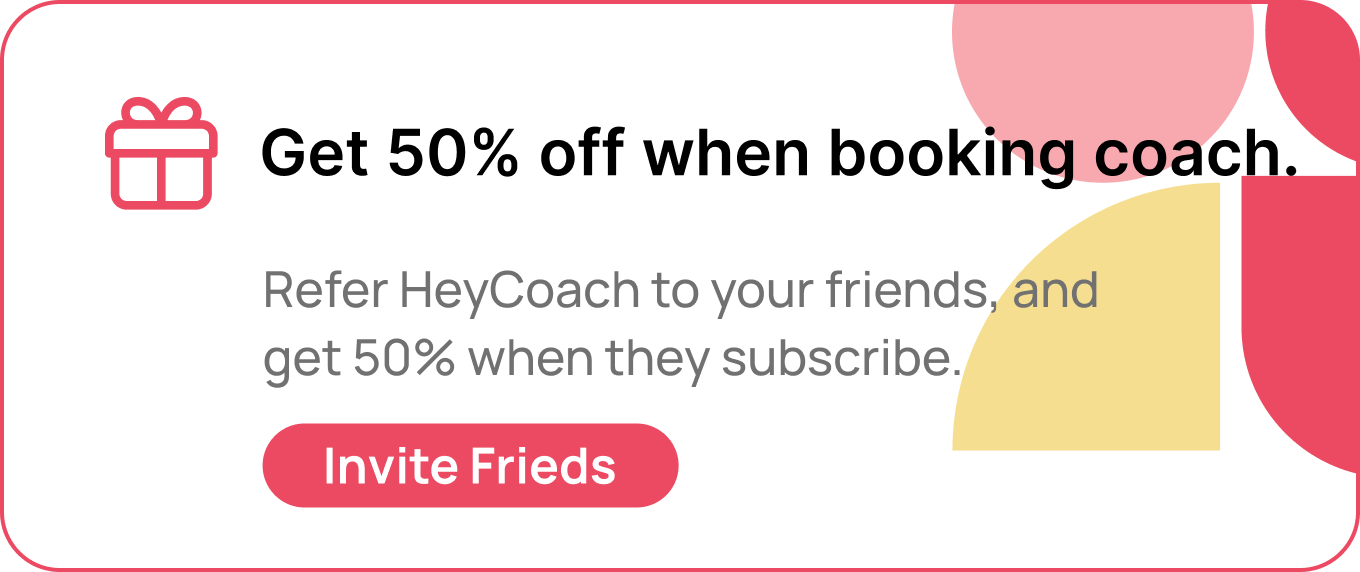 Get 50% off when booking coach.
Refer HeyCoach to your friends, and
get 50% when they subscribe.
Invite Frieds